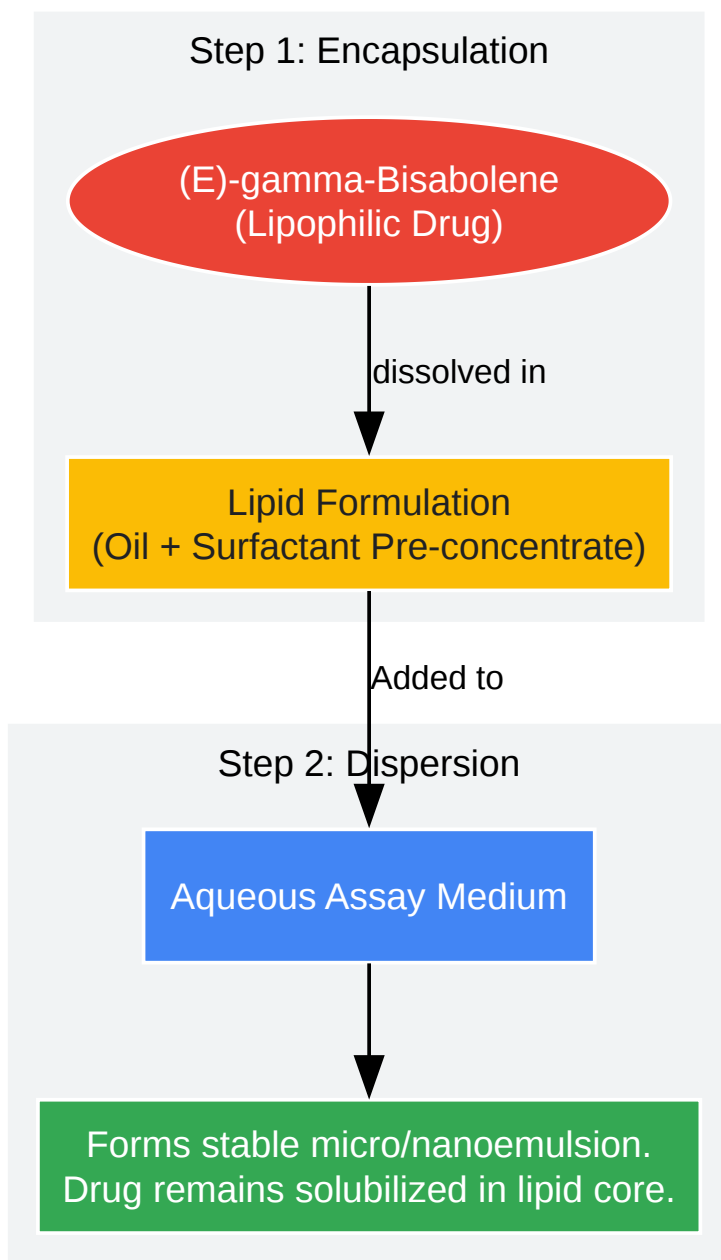 Step 1: Encapsulation
(E)-gamma-Bisabolene
(Lipophilic Drug)
dissolved in
Lipid Formulation
(Oil + Surfactant Pre-concentrate)
Added to
Step 2: Dispersion
Aqueous Assay Medium
Forms stable micro/nanoemulsion.
Drug remains solubilized in lipid core.